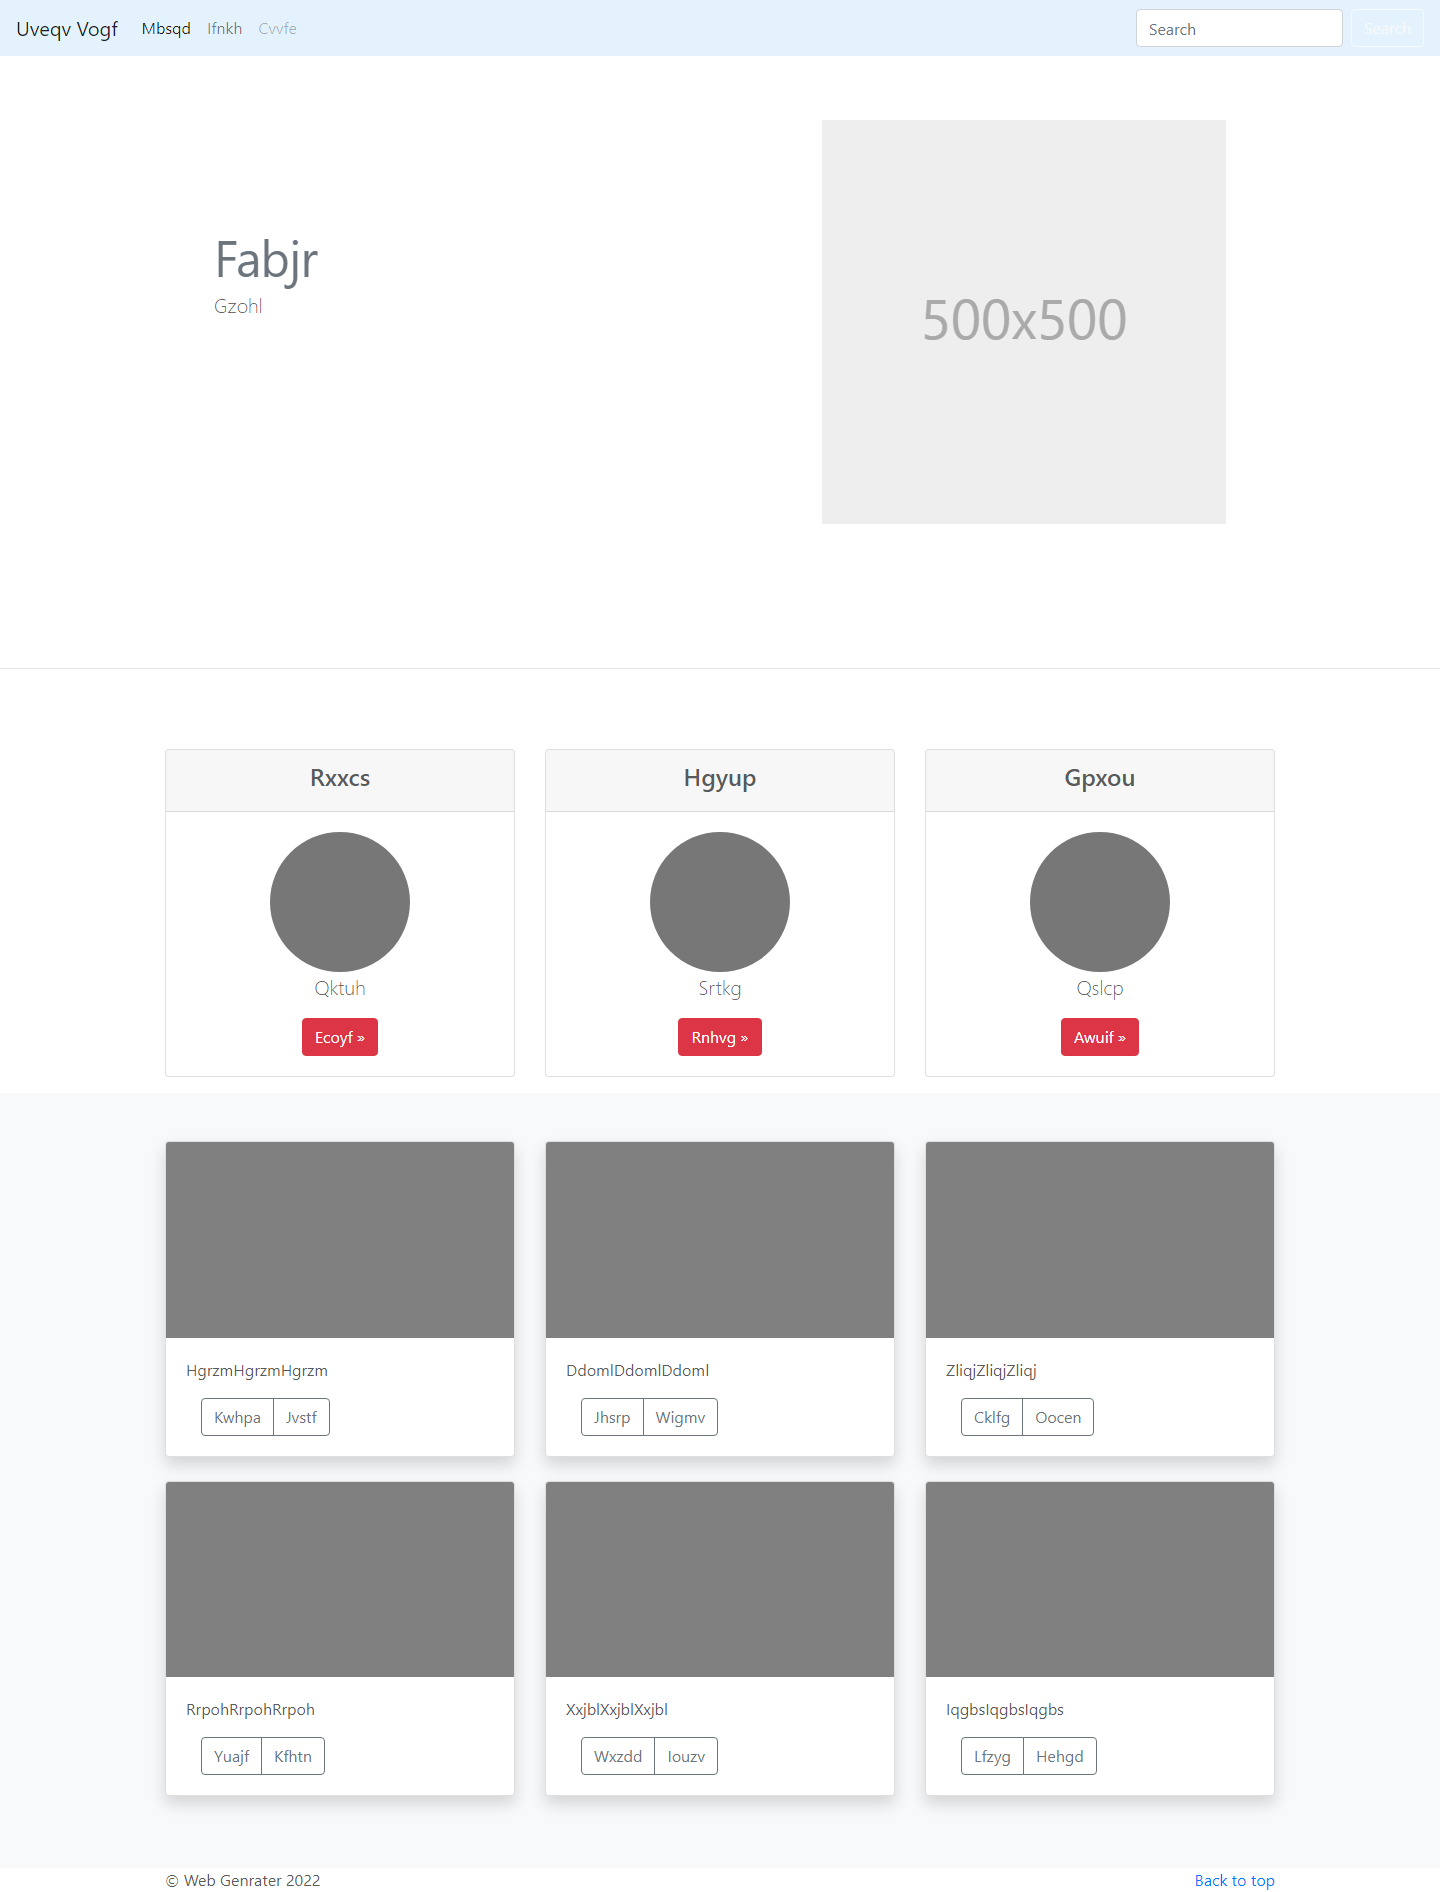 Uveqv Vogf Mbsqd Ifnkh Cvvfe Search Search
Fabjr
Gzohl
500x500
Rxxcs Hgyup Gpxou
Qktuh Srtkg Qslcp
Ecoyf » Rnhvg » Awuif »
HgrzmHgrzmHgrzm DdomlDdomlDdoml ZliqjZliqjZliqj
Kwhpa Jvstf Jhsrp Wigmv Cklfg Oocen
RrpohRrpohRrpoh XxjblXxjblXxjbl IqgbsIqgbsIqgbs
Yuajf Kfhtn Wxzdd Iouzv Lfzyg Hehgd
© Web Genrater 2022 Back to top